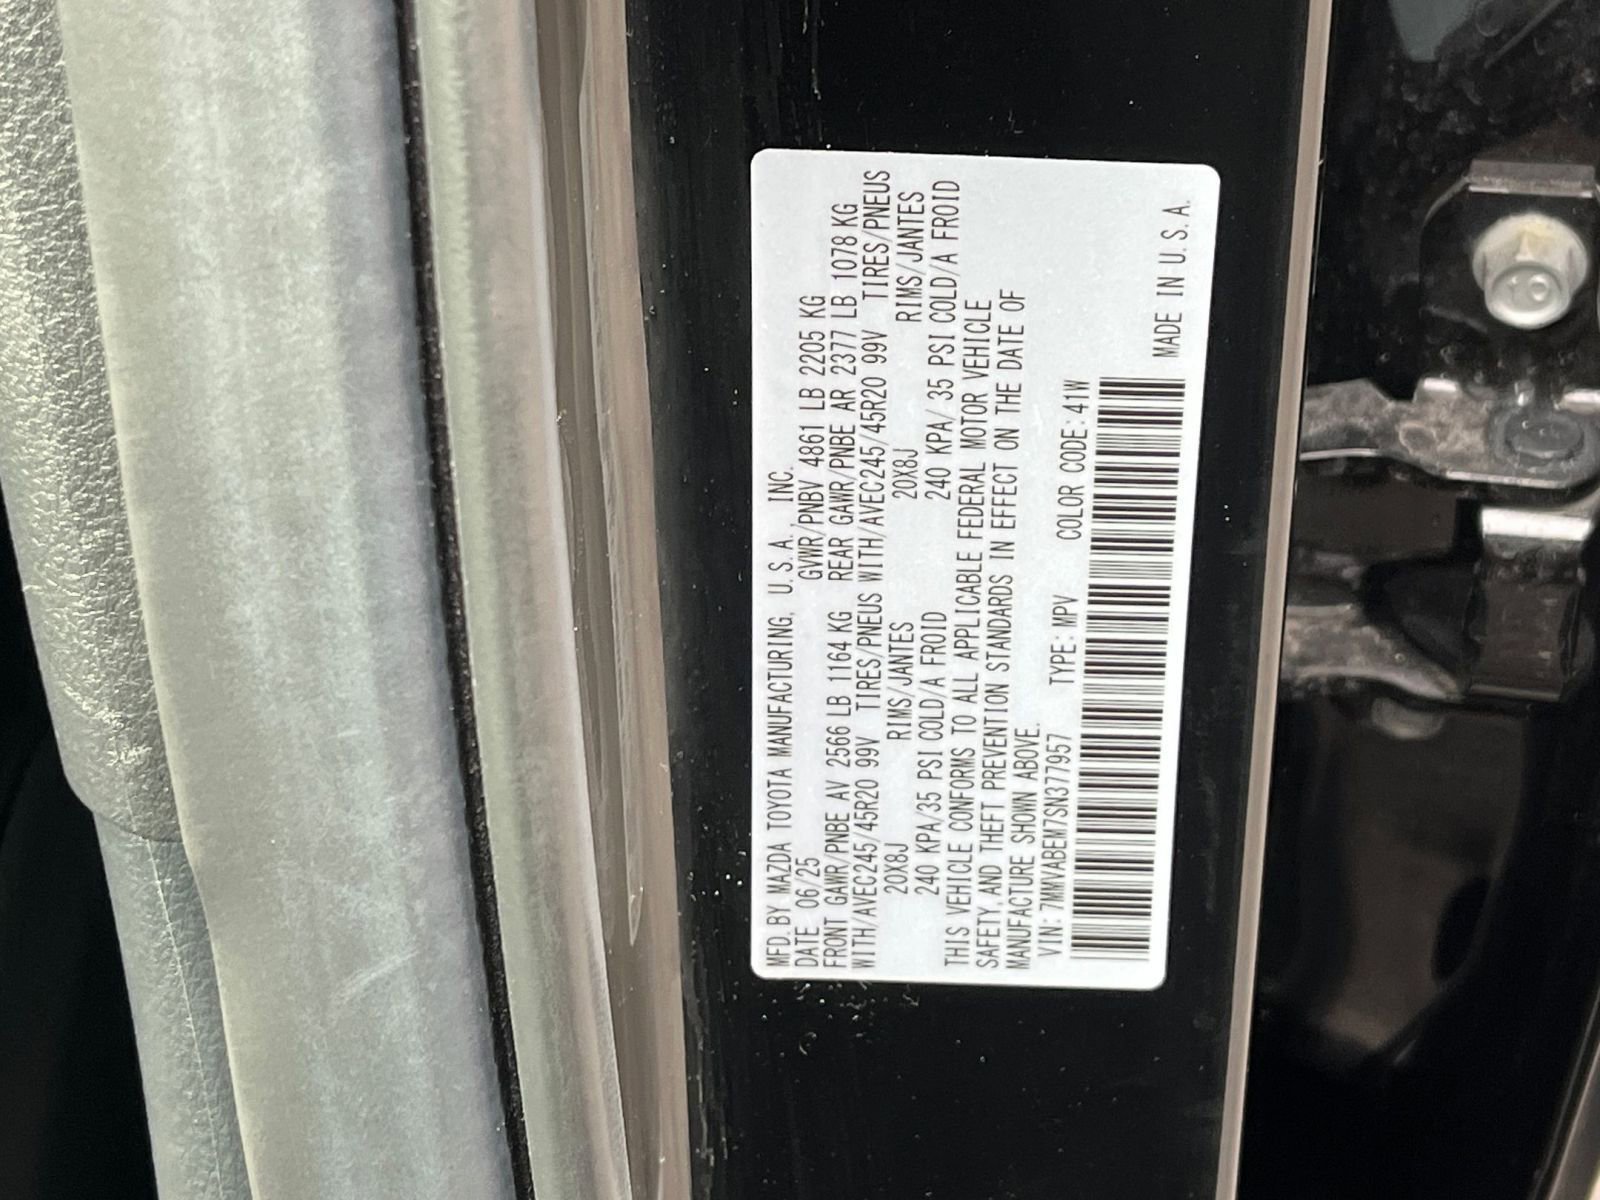 MFD. BY MAZDA TOYOTA MANUFACTURING, U.S.A., INC.
DATE 06/25 GVWR/PNBV 4861 LB 2205 KG
FRONT GAWR/PNBE AV 2566 LB 1164 KG REAR GAWR/PNBE AR 2377 LB 1078 KG
WITH/AVEC245/45R20 99V TIRES/PNEUS WITH/AVEC245/45R20 99V TIRES/PNEUS
20X8J RIMS/JANTES 20X8J RIMS/JANTES
240 KPA/35 PSI COLD/A FROID 240 KPA/ 35 PSI COLD/A FROID
THIS VEHICLE CONFORMS TO ALL APPLICABLE FEDERAL MOTOR VEHICLE
SAFETY, AND THEFT PREVENTION STANDARDS IN EFFECT ON THE DATE OF
MANUFACTURE SHOWN ABOVE.
VIN: 7MMVABEM7SN377957 TYPE: MPV COLOR CODE: 41W
MADE IN U.S.A.
10